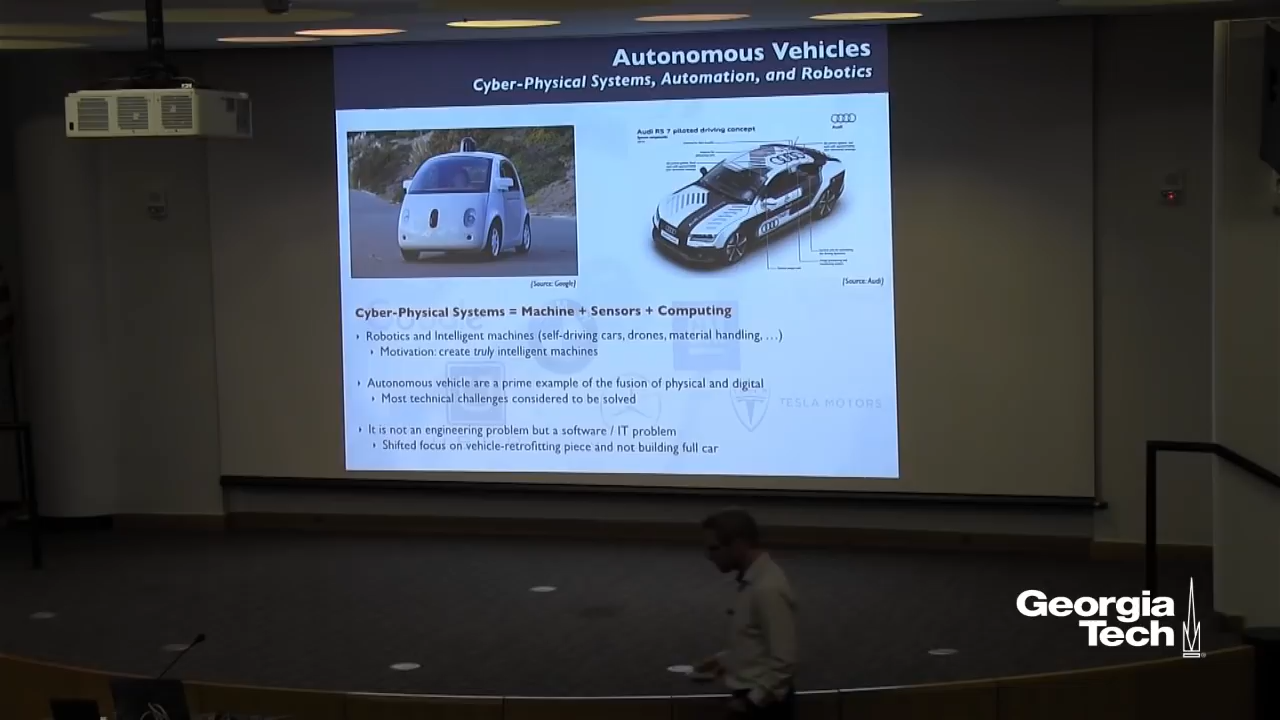 Autonomous Vehicles
Cyber-Physical Systems, Automation, and Robotics
Audi RS 7 piloted driving concept
Audi
[Source: Google]
[Source: Audi]
Cyber-Physical Systems = Machine + Sensors + Computing
Robotics and Intelligent machines (self-driving cars, drones, material handling, …)
Motivation: create truly intelligent machines
Autonomous vehicle are a prime example of the fusion of physical and digital
Most technical challenges considered to be solved
TESLA MOTORS
It is not an engineering problem but a software / IT problem
Shifted focus on vehicle-retrofitting piece and not building full car
Georgia
Tech